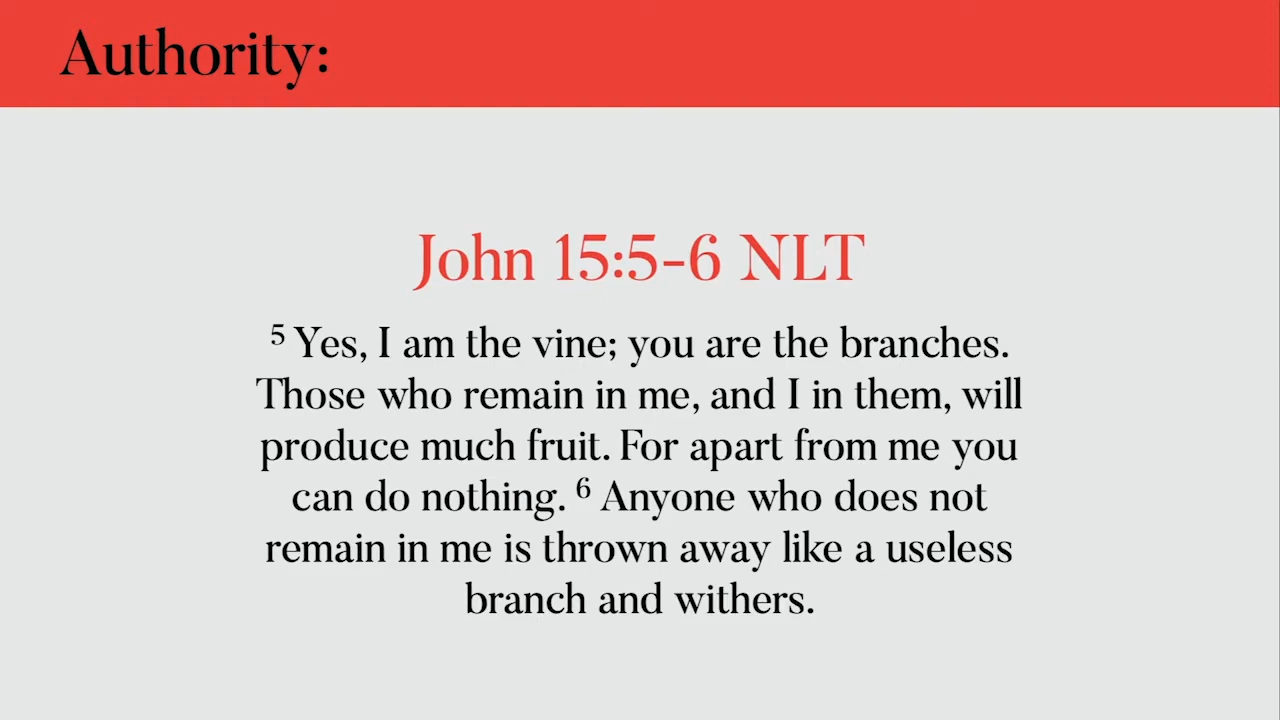 Authority:
John 15:5-6 NLT
⁵ Yes, I am the vine; you are the branches.
Those who remain in me, and I in them, will
produce much fruit. For apart from me you
can do nothing. ⁶ Anyone who does not
remain in me is thrown away like a useless
branch and withers.